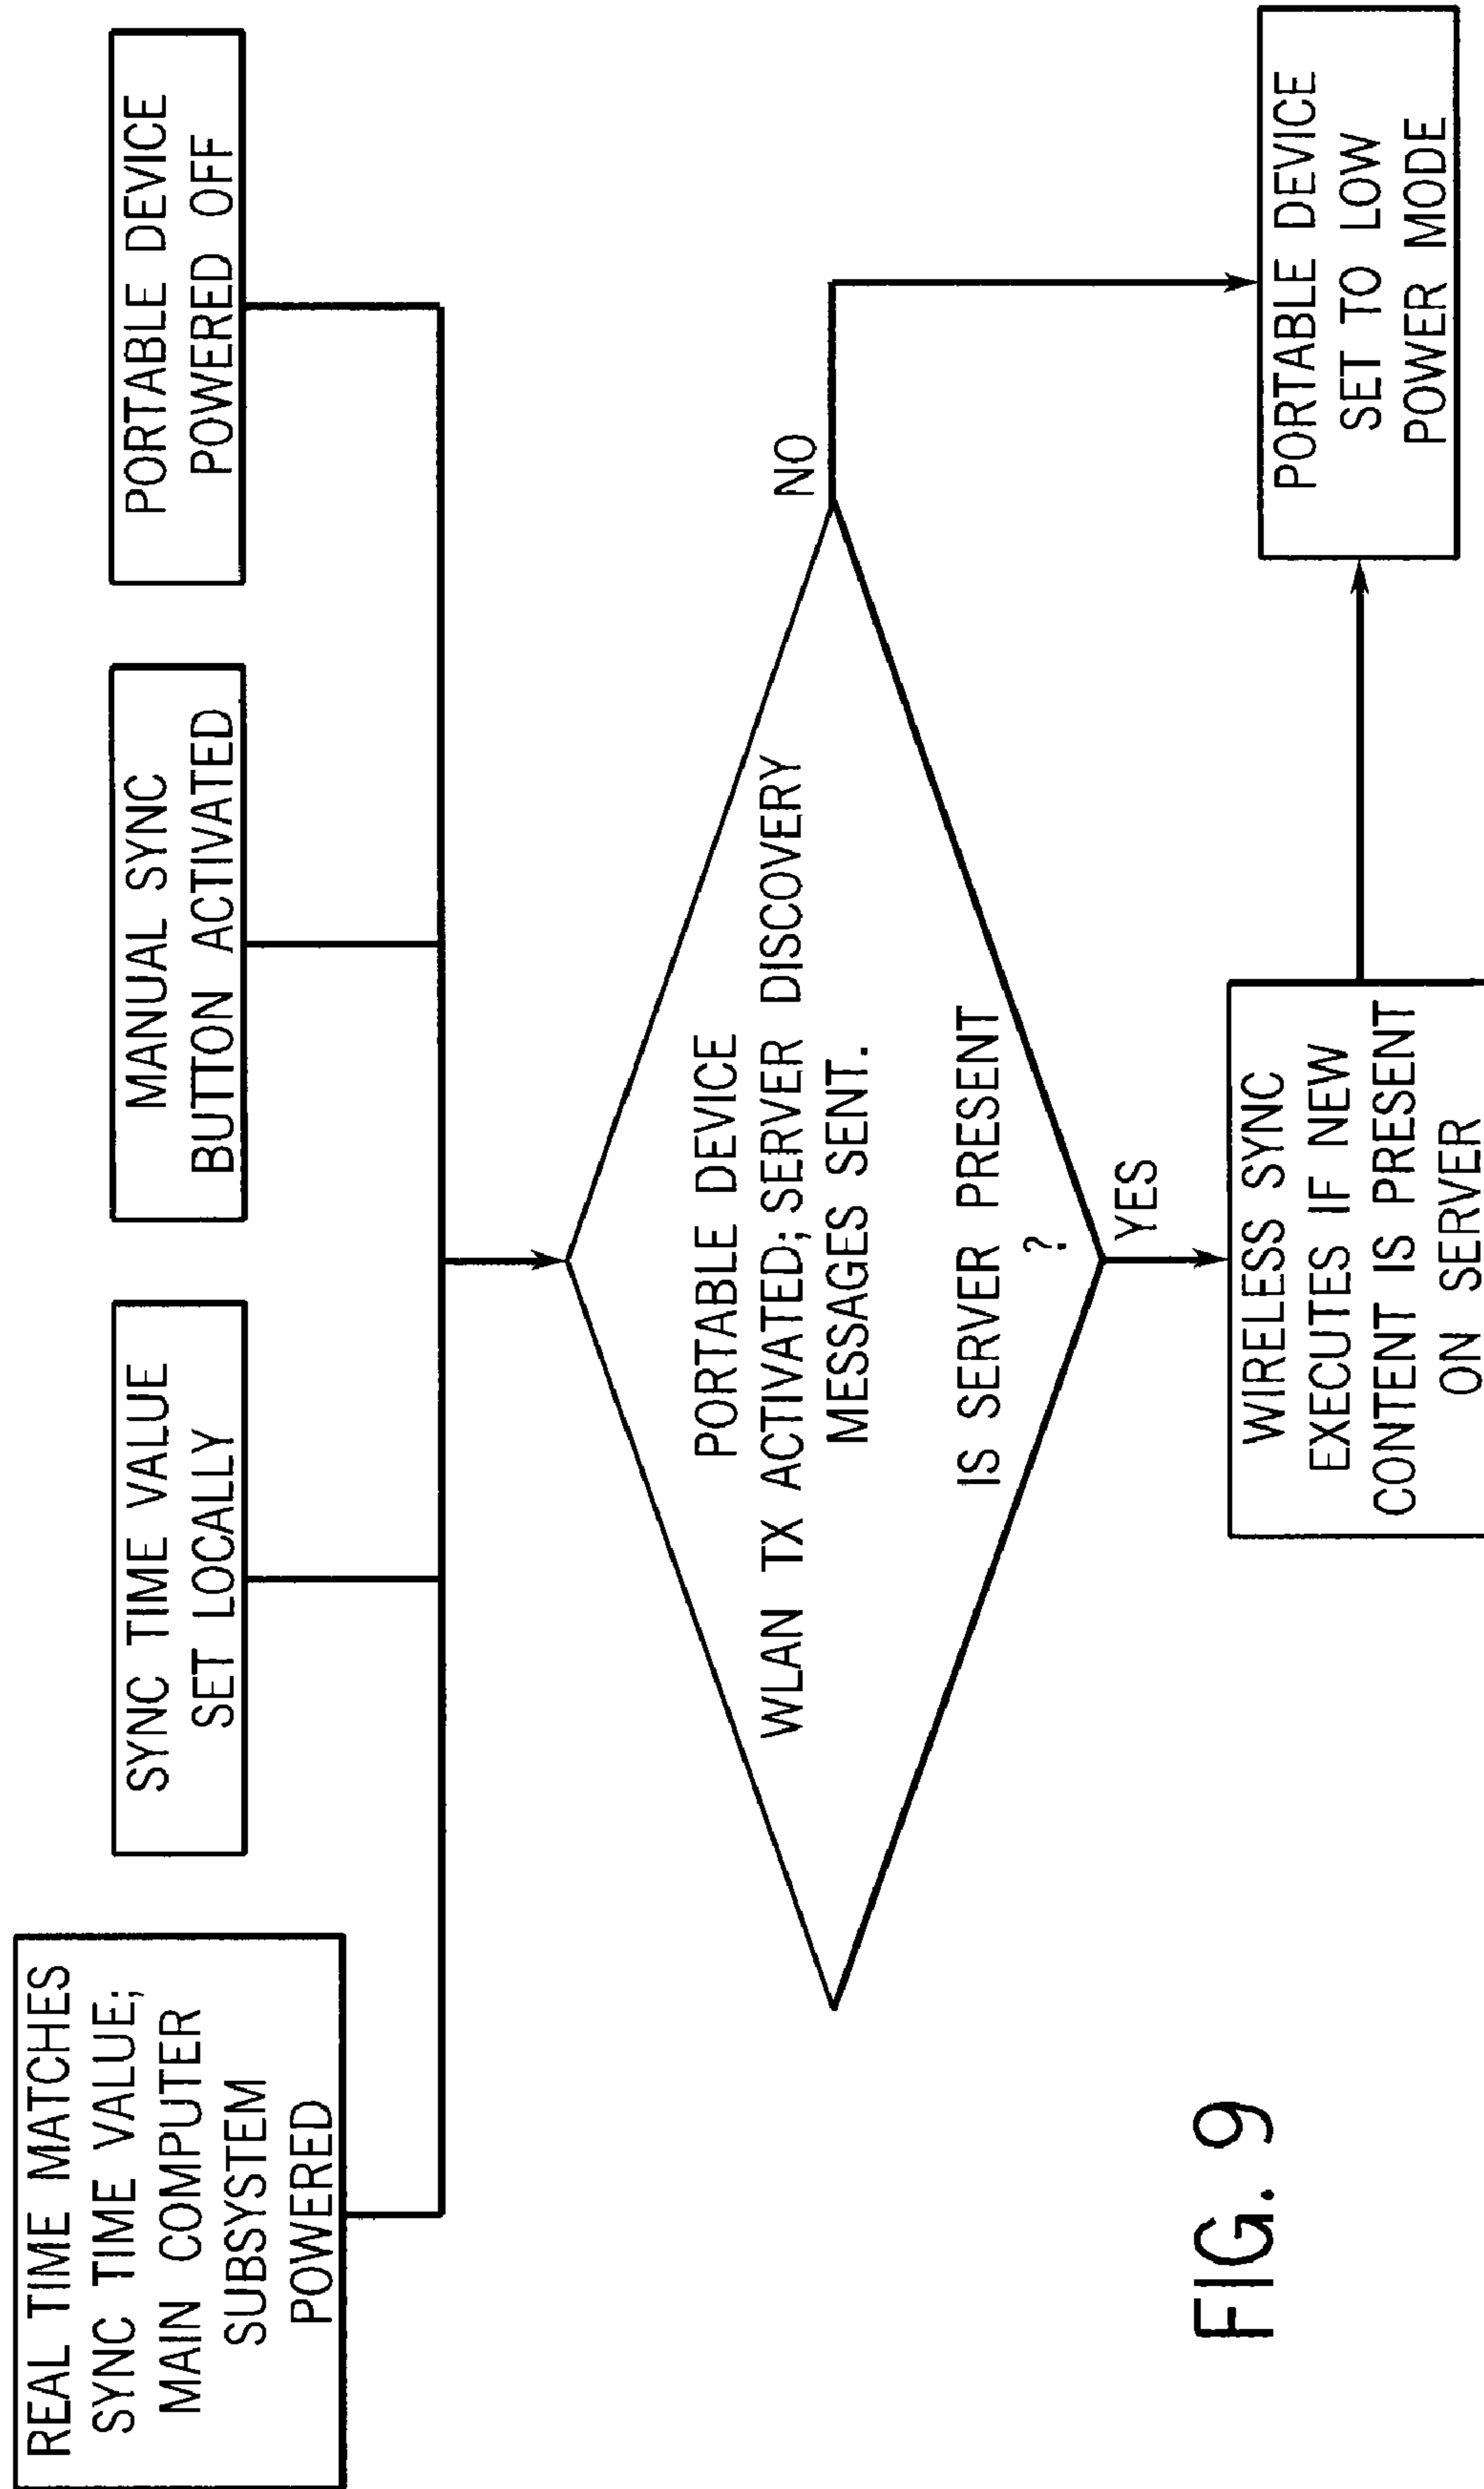 REAL TIME MATCHES
SYNC TIME VALUE;
MAIN COMPUTER
SUBSYSTEM
POWERED
SYNC TIME VALUE
SET LOCALLY
MANUAL SYNC
BUTTON ACTIVATED
PORTABLE DEVICE
POWERED OFF
PORTABLE DEVICE
WLAN TX ACTIVATED; SERVER DISCOVERY
MESSAGES SENT.
IS SERVER PRESENT
?
NO
YES
WIRELESS SYNC
EXECUTES IF NEW
CONTENT IS PRESENT
ON SERVER
PORTABLE DEVICE
SET TO LOW
POWER MODE
FIG. 9